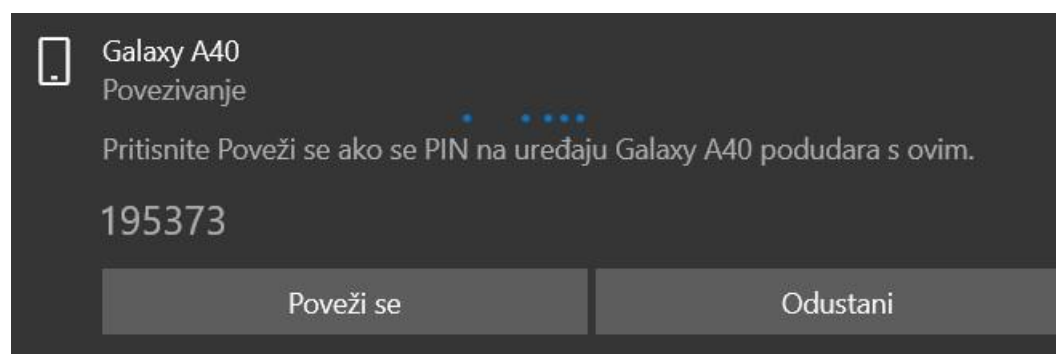 Galaxy A40
Povezivanje
Pritisnite Poveži se ako se PIN na uređaju Galaxy A40 podudara s ovim.
195373
Poveži se
Odustani